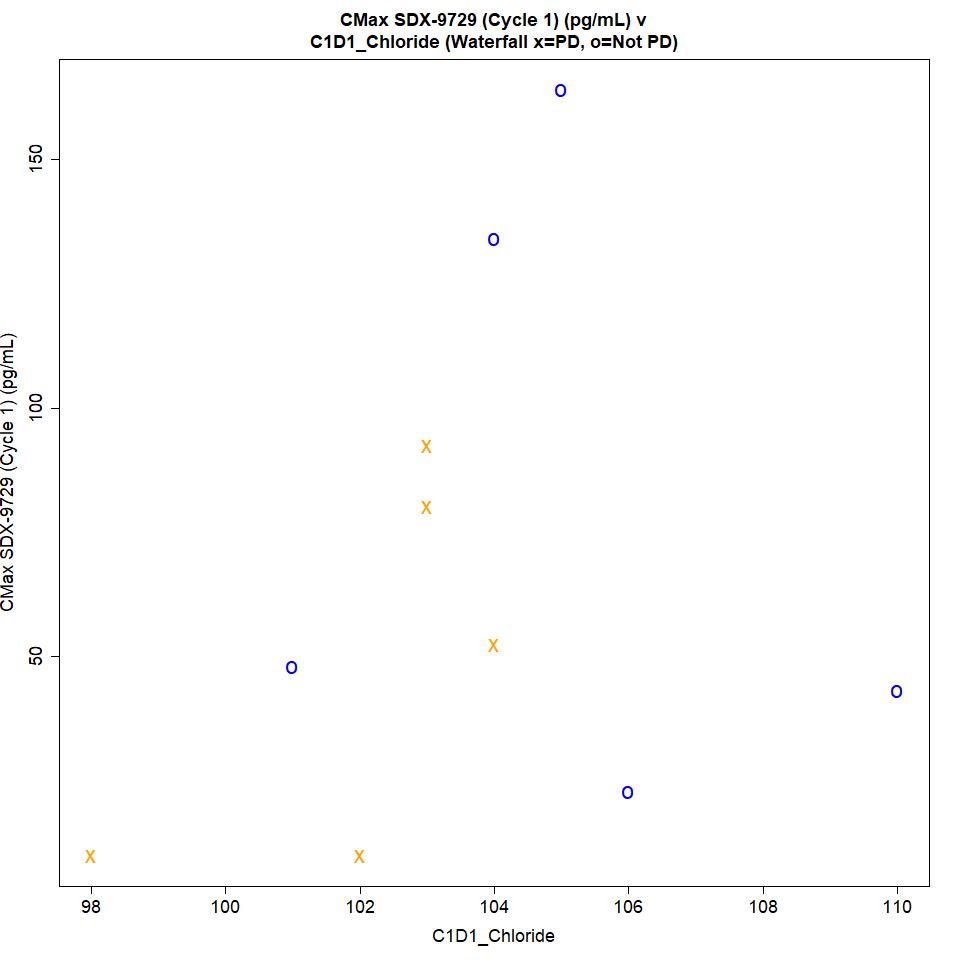 CMax SDX-9729 (Cycle 1) (pg/mL) v
C1D1_Chloride (Waterfall x=PD, o=Not PD)
CMax SDX-9729 (Cycle 1) (pg/mL)
150
100
50
o
o
x
x
x
o
o
o
x
x
98
100
102
104
106
108
110
C1D1_Chloride